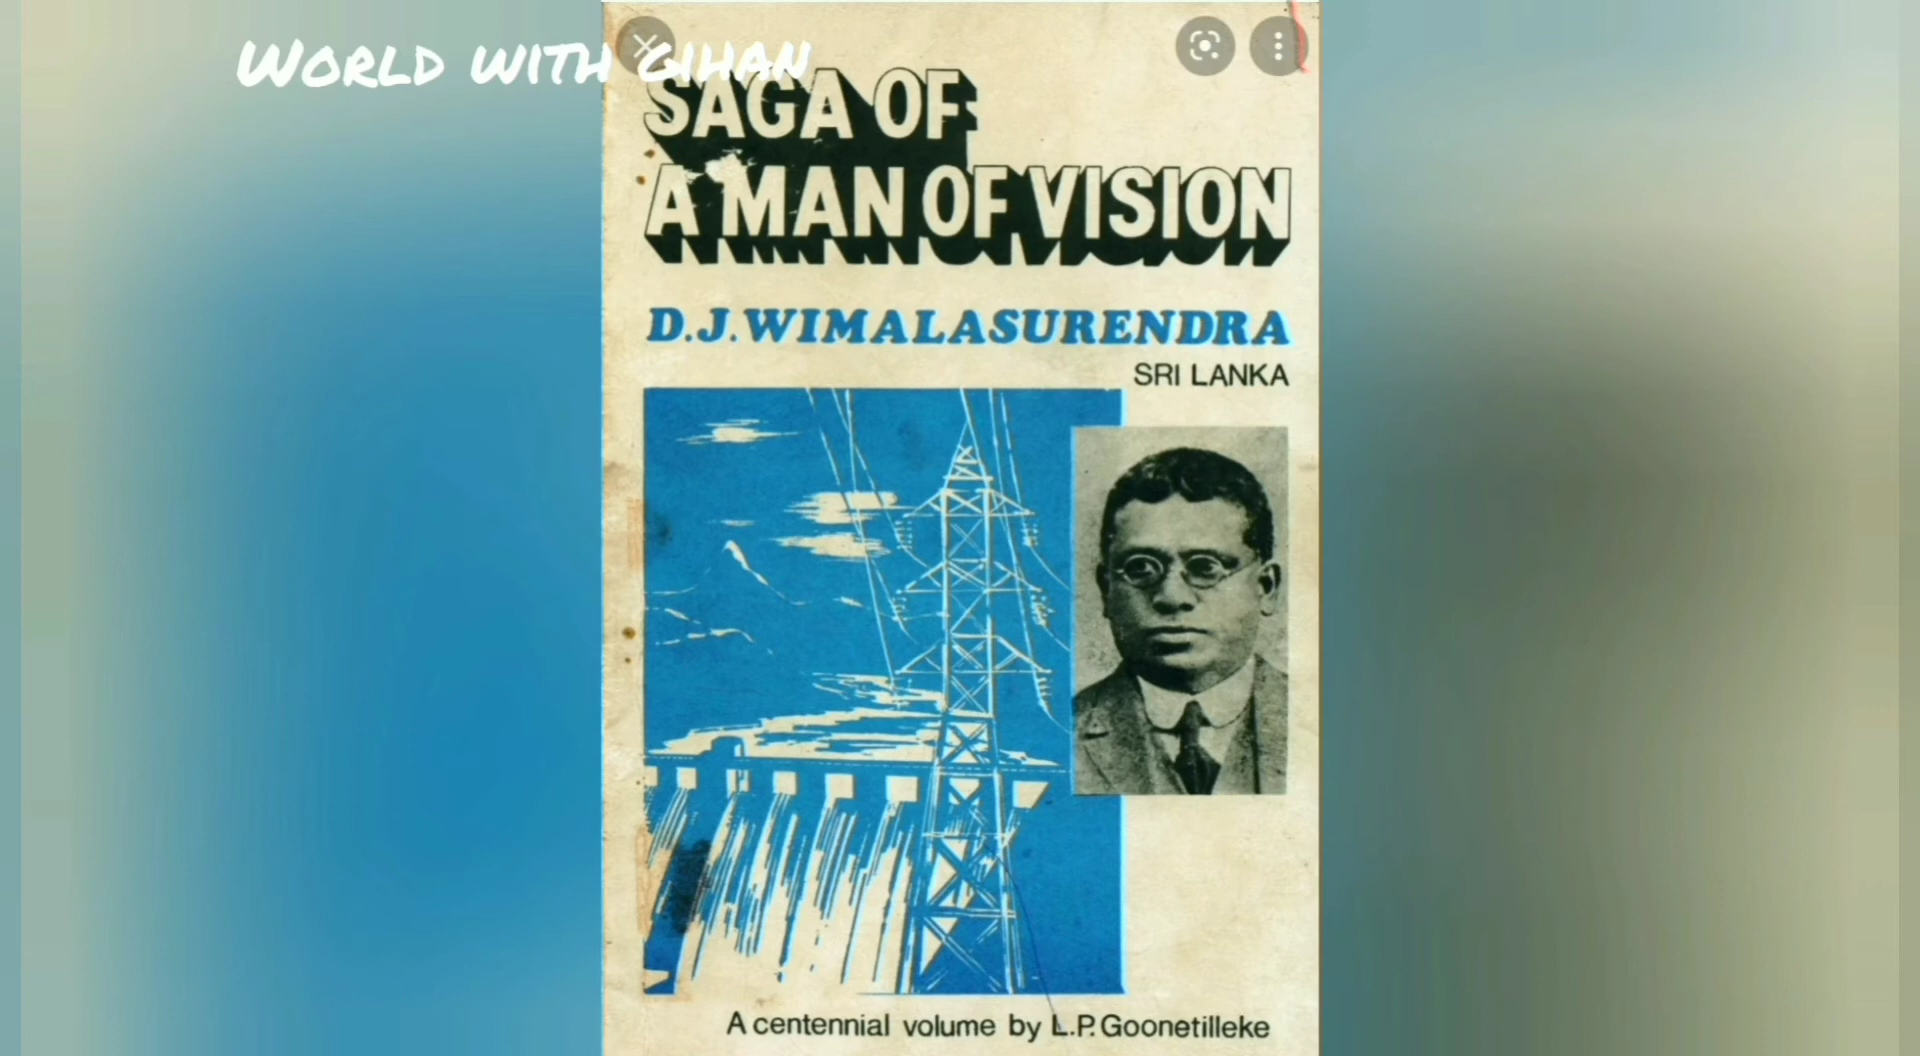 WORLD WITH GIHAN
SAGA OF
A MAN OF VISION
D.J. WIMALASURENDRA
SRI LANKA
A centennial volume by L.P. Goonetilleke